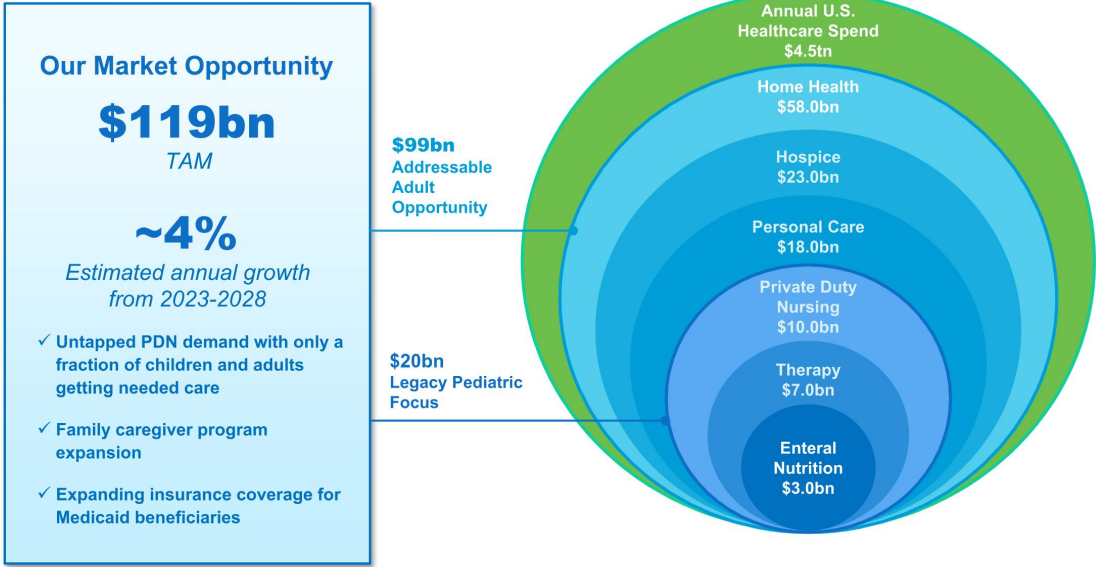 Our Market Opportunity
$119bn
TAM
~4%
Estimated annual growth
from 2023-2028
✓ Untapped PDN demand with only a
fraction of children and adults
getting needed care
✓ Family caregiver program
expansion
✓ Expanding insurance coverage for
Medicaid beneficiaries
$99bn
Addressable
Adult
Opportunity
$20bn
Legacy Pediatric
Focus
Annual U.S.
Healthcare Spend
$4.5tn
Home Health
$58.0bn
Hospice
$23.0bn
Personal Care
$18.0bn
Private Duty
Nursing
$10.0bn
Therapy
$7.0bn
Enteral
Nutrition
$3.0bn